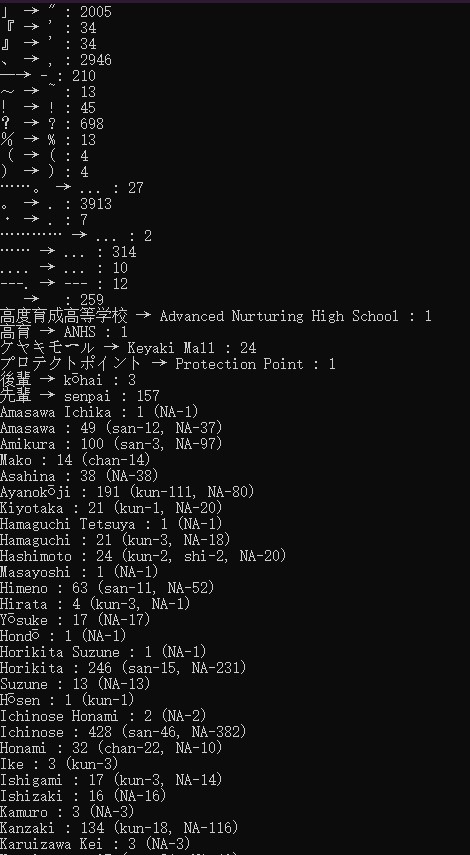 」 → " : 2005
『 → ' : 34
』 → ' : 34
、 → , : 2946
──→ -_: 210
～ → ~ : 13
！ → ! : 45
？ → ? : 698
％ → % : 13
（ → ( : 4
） → ) : 4
……。 → ... : 27
。 → . : 3913
・ → . : 7
………… → ... : 2
…… → ... : 314
.... → ... : 10
---. → --- : 12
→ : 259
高度育成高等学校 → Advanced Nurturing High School : 1
高育 → ANHS : 1
ケヤキモール → Keyaki Mall : 24
プロテクトポイント → Protection Point : 1
後輩 → kōhai : 3
先輩 → senpai : 157
Amasawa Ichika : 1 (NA-1)
Amasawa : 49 (san-12, NA-37)
Amikura : 100 (san-3, NA-97)
Mako : 14 (chan-14)
Asahina : 38 (NA-38)
Ayanokōji : 191 (kun-111, NA-80)
Kiyotaka : 21 (kun-1, NA-20)
Hamaguchi Tetsuya : 1 (NA-1)
Hamaguchi : 21 (kun-3, NA-18)
Hashimoto : 24 (kun-2, shi-2, NA-20)
Masayoshi : 1 (NA-1)
Himeno : 63 (san-11, NA-52)
Hirata : 4 (kun-3, NA-1)
Yōsuke : 17 (NA-17)
Hondō : 1 (NA-1)
Horikita Suzune : 1 (NA-1)
Horikita : 246 (san-15, NA-231)
Suzune : 13 (NA-13)
Hōsen : 1 (kun-1)
Ichinose Honami : 2 (NA-2)
Ichinose : 428 (san-46, NA-382)
Honami : 32 (chan-22, NA-10)
Ike : 3 (kun-3)
Ishigami : 17 (kun-3, NA-14)
Ishizaki : 16 (NA-16)
Kamuro : 3 (NA-3)
Kanzaki : 134 (kun-18, NA-116)
Karuizawa Kei : 3 (NA-3)